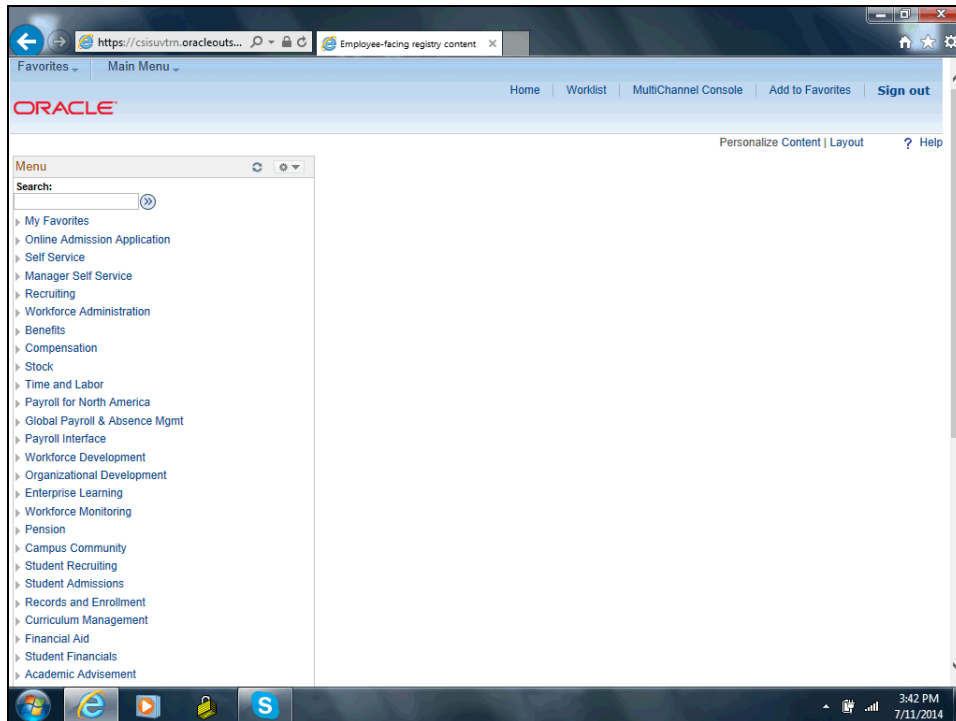 https://csisuvtrn.oracleouts...
Employee-facing registry content
Favorites
Main Menu
ORACLE
Home
Worklist
MultiChannel Console
Add to Favorites
Sign out
Personalize Content | Layout
? Help
Menu
Search:
My Favorites
Online Admission Application
Self Service
Manager Self Service
Recruiting
Workforce Administration
Benefits
Compensation
Stock
Time and Labor
Payroll for North America
Global Payroll & Absence Mgmt
Payroll Interface
Workforce Development
Organizational Development
Enterprise Learning
Workforce Monitoring
Pension
Campus Community
Student Recruiting
Student Admissions
Records and Enrollment
Curriculum Management
Financial Aid
Student Financials
Academic Advisement
S
3:42 PM
7/11/2014